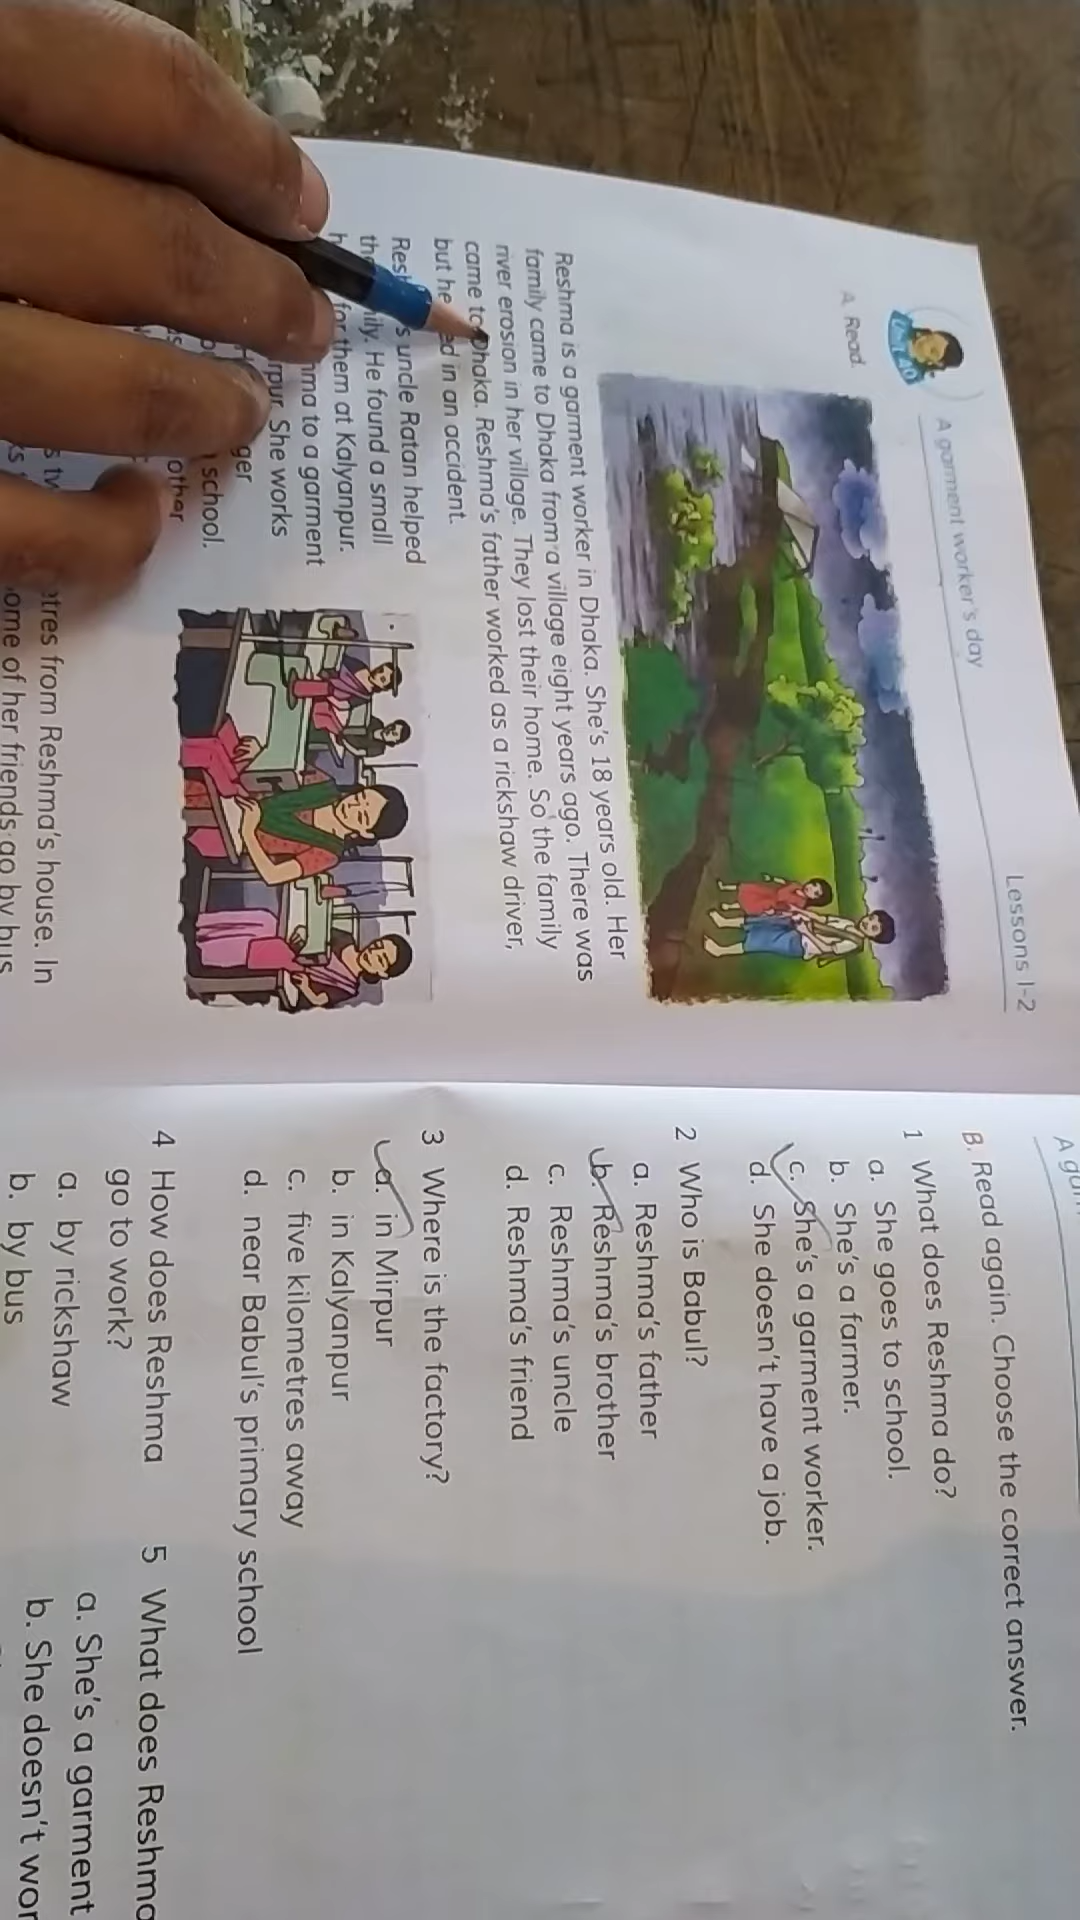 A garment worker's day
Lessons 1-2
A. Read.
Reshma is a garment worker in Dhaka. She's 18 years old. Her
family came to Dhaka from a village eight years ago. There was
river erosion in her village. They lost their home. So the family
came to Dhaka. Reshma's father worked as a rickshaw driver,
but he in an accident.
uncle Ratan helped
He found a small
for them at Kalyanpur.
to a garment
She works
school.
other
from Reshma's house. In
of her friends go by bus
B. Read again. Choose the correct answer.
1 What does Reshma do?
a. She goes to school.
b. She's a farmer.
c. She's a garment worker.
d. She doesn't have a job.
2 Who is Babul?
a. Reshma's father
b. Reshma's brother
c. Reshma's uncle
d. Reshma's friend
3 Where is the factory?
a. in Mirpur
b. in Kalyanpur
c. five kilometres away
d. near Babul's primary school
4 How does Reshma
go to work?
a. by rickshaw
b. by bus
5 What does Reshma
a. She's a garment
b. She doesn't